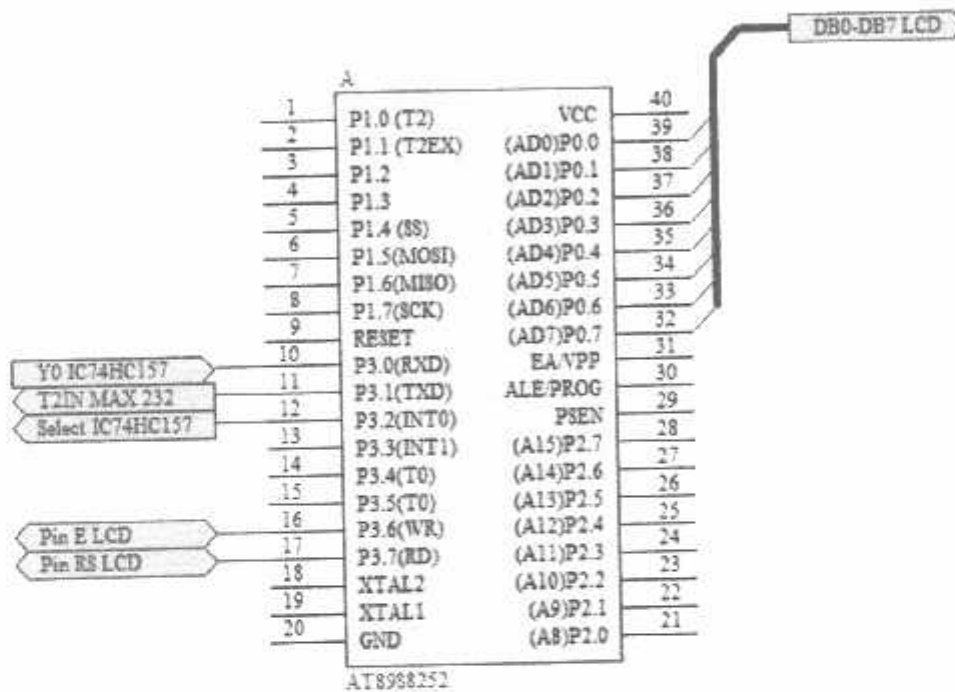 DB0-DB7 LCD
A
1 P1.0 (T2) VCC 40
2 P1.1 (T2EX) (AD0)P0.0 39
3 P1.2 (AD1)P0.1 38
4 P1.3 (AD2)P0.2 37
5 P1.4 (SS) (AD3)P0.3 36
6 P1.5(MOSI) (AD4)P0.4 35
7 P1.6(MISO) (AD5)P0.5 34
8 P1.7(SCK) (AD6)P0.6 33
9 RESET (AD7)P0.7 32
Y0 IC74HC157 10 P3.0(RXD) EA/VPP 31
T2IN MAX 232 11 P3.1(TXD) ALE/PROG 30
Select IC74HC157 12 P3.2(INT0) PSEN 29
13 P3.3(INT1) (A15)P2.7 28
14 P3.4(T0) (A14)P2.6 27
15 P3.5(T0) (A13)P2.5 26
Pin E LCD 16 P3.6(WR) (A12)P2.4 25
Pin RS LCD 17 P3.7(RD) (A11)P2.3 24
18 XTAL2 (A10)P2.2 23
19 XTAL1 (A9)P2.1 22
20 GND (A8)P2.0 21
AT8988252